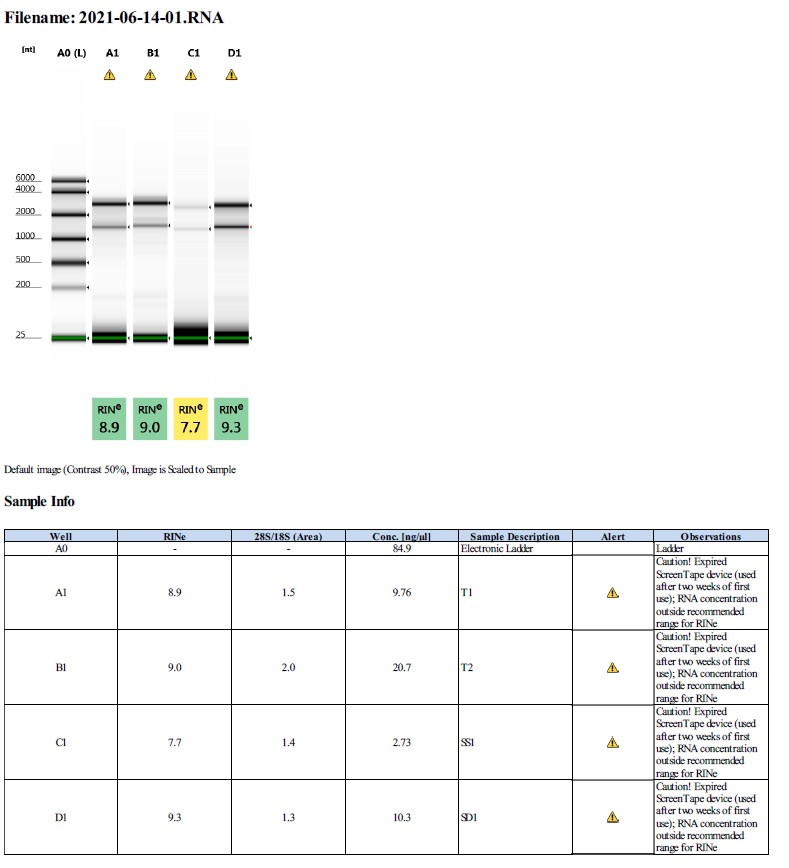 Filename: 2021-06-14-01.RNA
[nt] A0 (L) A1 B1 C1 D1
6000
4000
2000
1000
500
200
25
RINe RINe RINe RINe
8.9 9.0 7.7 9.3
Default image (Contrast 50%), Image is Scaled to Sample
Sample Info
Well RINe 28S/18S (Area) Conc. [ng/µl] Sample Description Alert Observations
A0 - - 84.9 Electronic Ladder Ladder
A1 8.9 1.5 9.76 T1
Caution! Expired
ScreenTape device (used
after two weeks of first
use); RNA concentration
outside recommended
range for RINe
B1 9.0 2.0 20.7 T2
Caution! Expired
ScreenTape device (used
after two weeks of first
use); RNA concentration
outside recommended
range for RINe
C1 7.7 1.4 2.73 SS1
Caution! Expired
ScreenTape device (used
after two weeks of first
use); RNA concentration
outside recommended
range for RINe
D1 9.3 1.3 10.3 SD1
Caution! Expired
ScreenTape device (used
after two weeks of first
use); RNA concentration
outside recommended
range for RINe